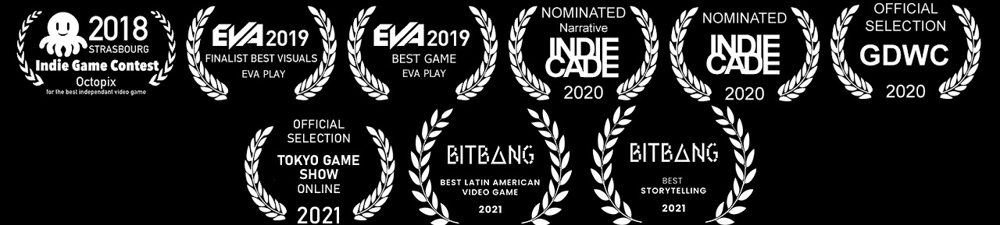 2018
STRASBOURG
Indie Game Contest
Octopix
for the best independant video game
EVA 2019
FINALIST BEST VISUALS
EVA PLAY
EVA 2019
BEST GAME
EVA PLAY
NOMINATED
Narrative
INDIE
CADE
2020
NOMINATED
INDIE
CADE
2020
OFFICIAL
SELECTION
GDWC
2020
OFFICIAL
SELECTION
TOKYO GAME
SHOW
ONLINE
2021
BITBANG
BEST LATIN AMERICAN
VIDEO GAME
2021
BITBANG
BEST
STORYTELLING
2021